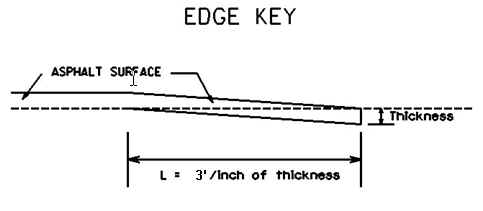 EDGE KEY
ASPHALT SURFACE
Thickness
L = 3'/inch of thickness